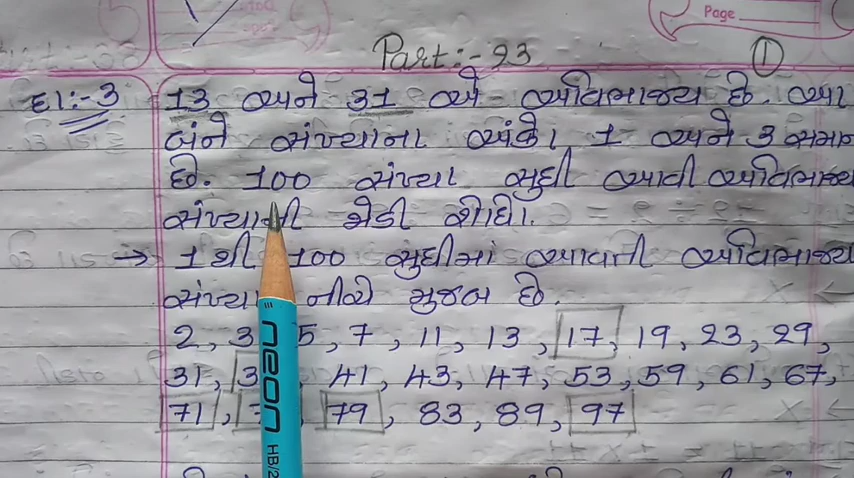 Page
Part:- 23
①
દા:-3 13 અને 31 એ અવિભાજ્ય છે. આ
બંને સંખ્યાના અંકો 1 અને 3 સમાન
છે. 100 સંખ્યા સુધી આવી અવિભાજ્ય
સંખ્યાની જોડી શોધો.
→ 1 થી 100 સુધીમાં આવતી અવિભાજ્ય
સંખ્યા નીચે મુજબ છે.
2, 3, 5, 7, 11, 13, 17, 19, 23, 29,
31, 3 , 41, 43, 47, 53, 59, 61, 67,
71, 79, 83, 89, 97
neon HB/2